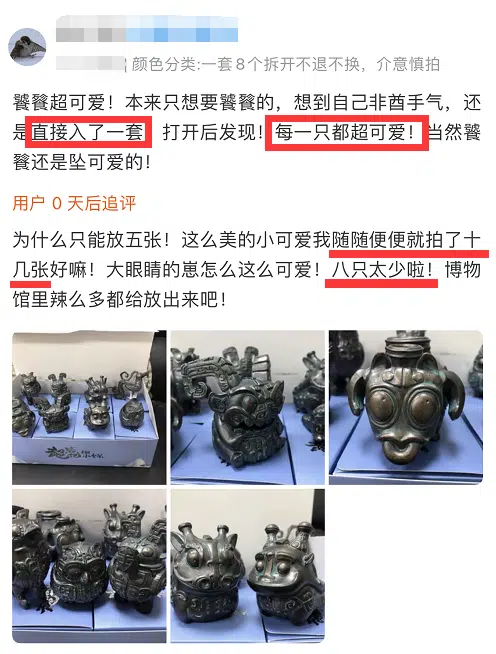 颜色分类:一套8个拆开不退不换，介意慎拍
饕餮超可爱！本来只想要饕餮的，想到自己非酋手气，还
是直接入了一套 打开后发现！每一只都超可爱！当然饕
餮还是坠可爱的！
用户 0 天后追评
为什么只能放五张！这么美的小可爱我随随便便就拍了十
几张好嘛！大眼睛的崽怎么这么可爱！八只太少啦！博物
馆里辣么多都给放出来吧！